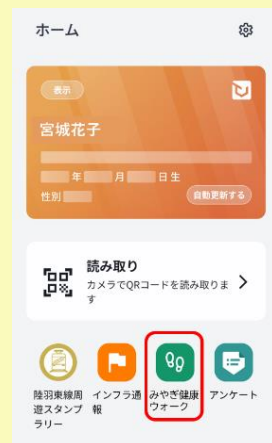 ホーム
表示
宮城花子
年 月 日生
性別
自動更新する
読み取り
カメラでQRコードを読み取りま
す
陸羽東線周
遊スタンプ
ラリー
インフラ通
報
みやぎ健康
ウォーク
アンケート